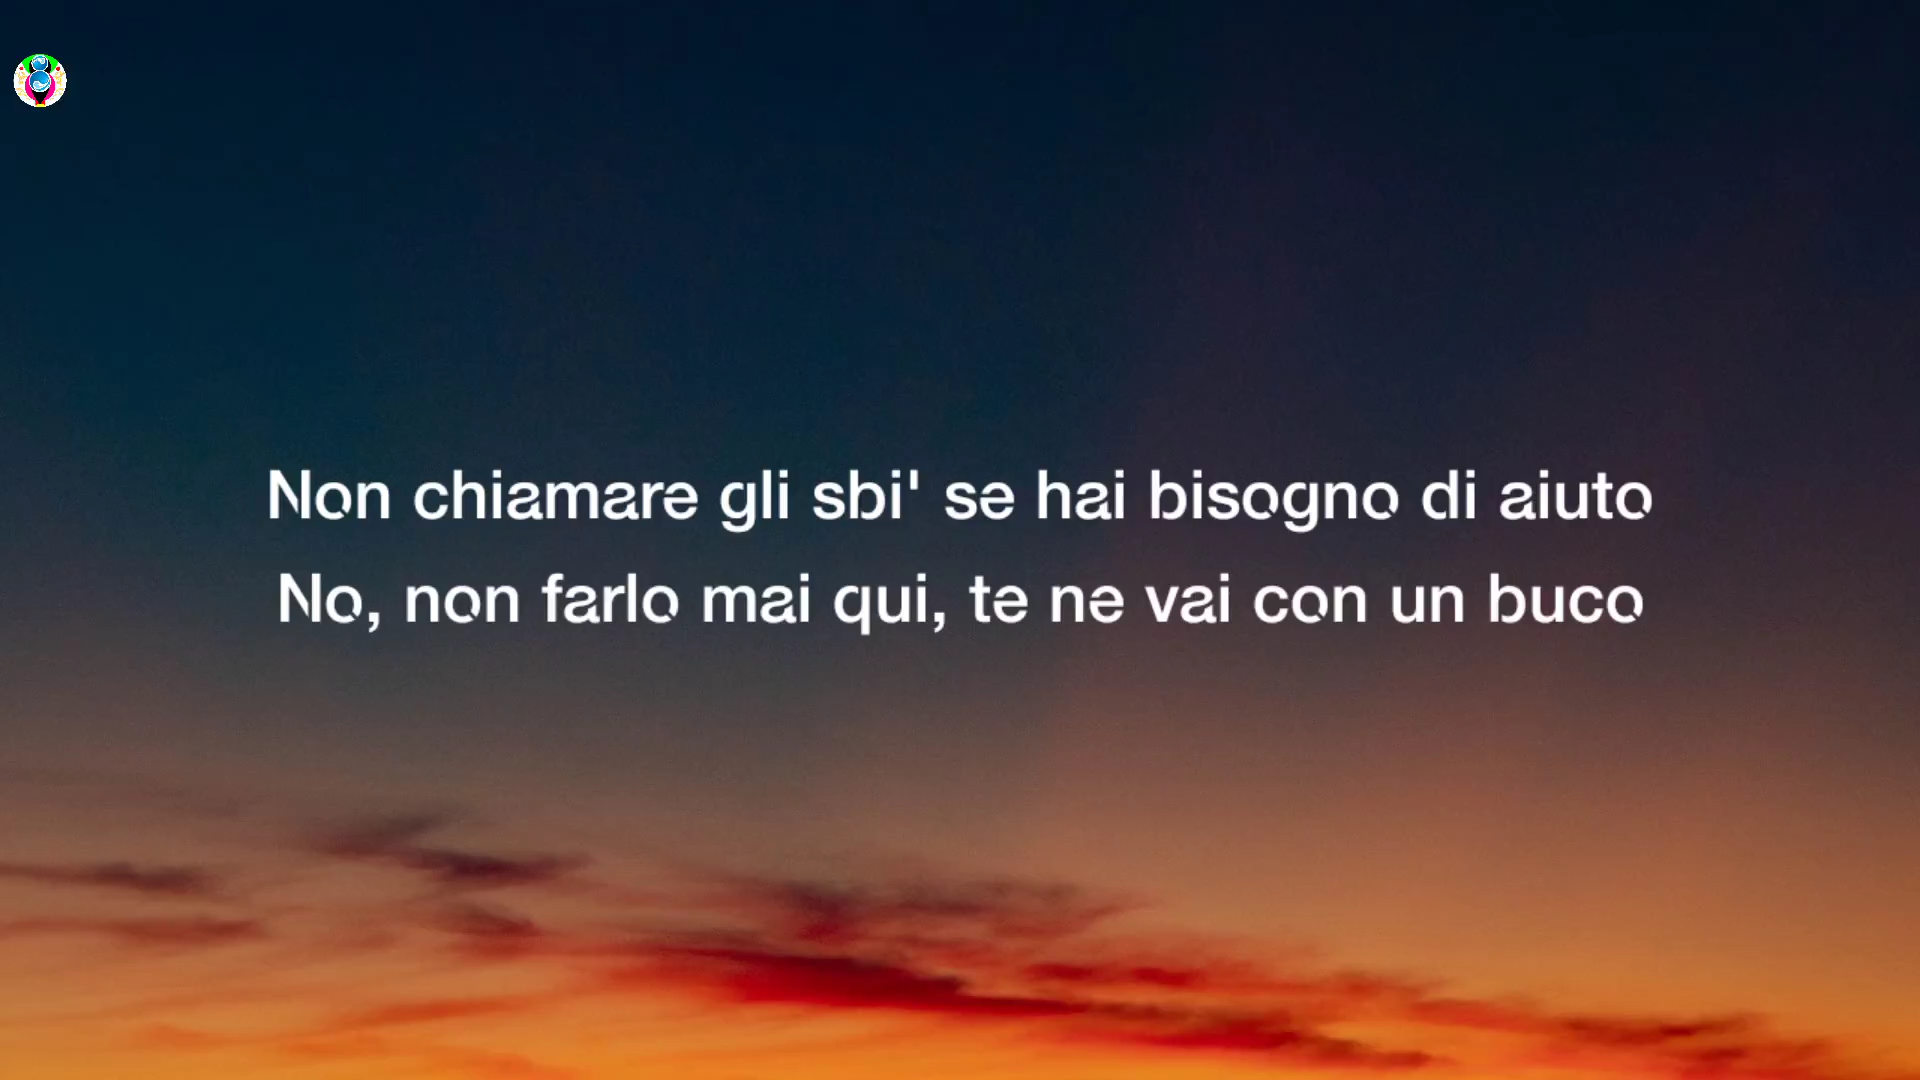 Non chiamare gli sbi' se hai bisogno di aiuto
No, non farlo mai qui, te ne vai con un buco